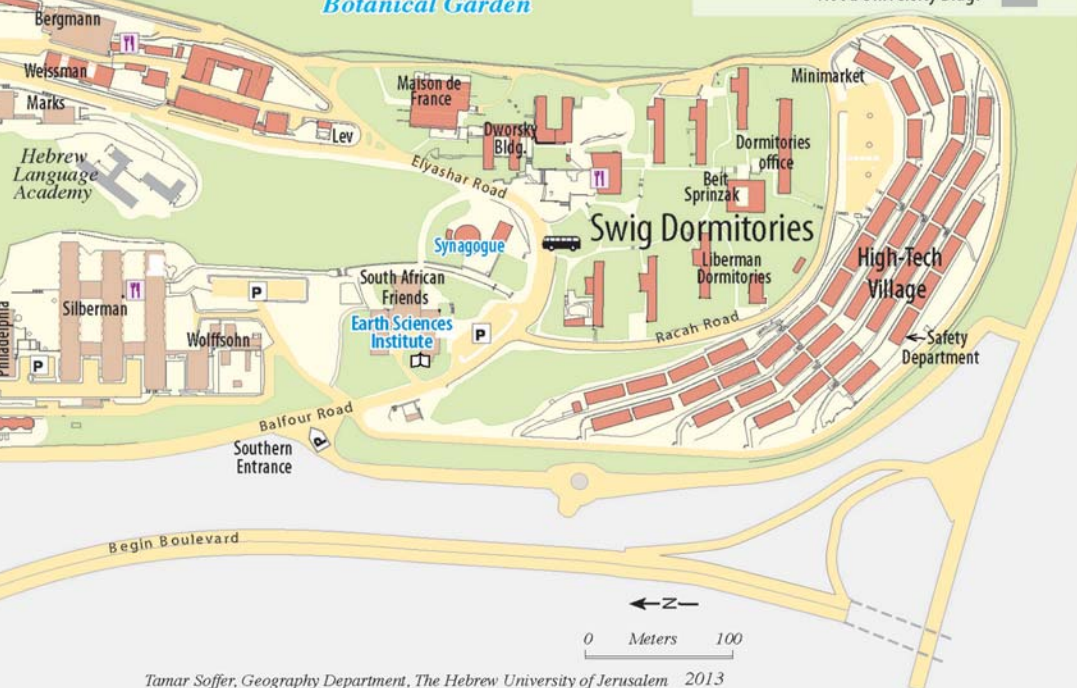 Botanical Garden
Bergmann
Weissman
Marks
Hebrew
Language
Academy
Lev
Maison de
France
Dworsky
Bldg.
Elyashar Road
Minimarket
Dormitories
office
Beit
Sprinzak
Swig Dormitories
Synagogue
South African
Friends
Earth Sciences
Institute
Liberman
Dormitories
High-Tech
Village
Racah Road
Safety
Department
Silberman
Philadelphia
Wolffsohn
P
P
P
P
Balfour Road
Southern
Entrance
Begin Boulevard
N
0 Meters 100
Tamar Soffer, Geography Department, The Hebrew University of Jerusalem 2013